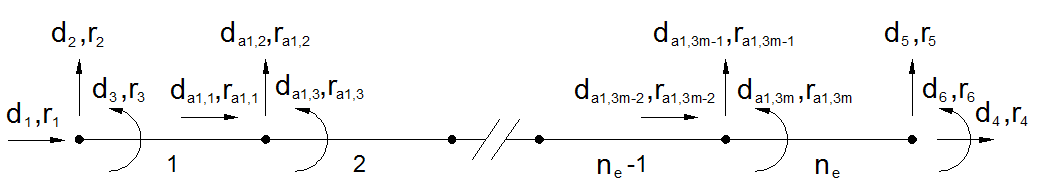 d₂,r₂
d₃,r₃
d₁,r₁
dₐ₁,₂,rₐ₁,₂
dₐ₁,₁,rₐ₁,₁
dₐ₁,₃,rₐ₁,₃
dₐ₁,₃ₘ₋₁,rₐ₁,₃ₘ₋₁
dₐ₁,₃ₘ₋₂,rₐ₁,₃ₘ₋₂
dₐ₁,₃ₘ,rₐ₁,₃ₘ
d₅,r₅
d₆,r₆
d₄,r₄
1
2
nₑ-1
nₑ